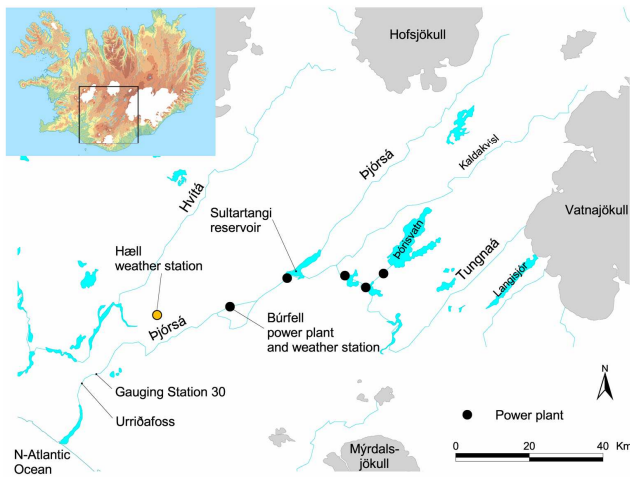 Hofsjökull
Þjórsá
Kaldakvísl
Hvítá
Vatnajökull
Sultartangi
reservoir
Þórisvatn
Tungnaá
Langisjór
Hæll
weather station
Þjórsá
Búrfell
power plant
and weather station
Gauging Station 30
Urriðafoss
N
Power plant
N-Atlantic
Ocean
Mýrdals-
jökull
0 20 40 Km